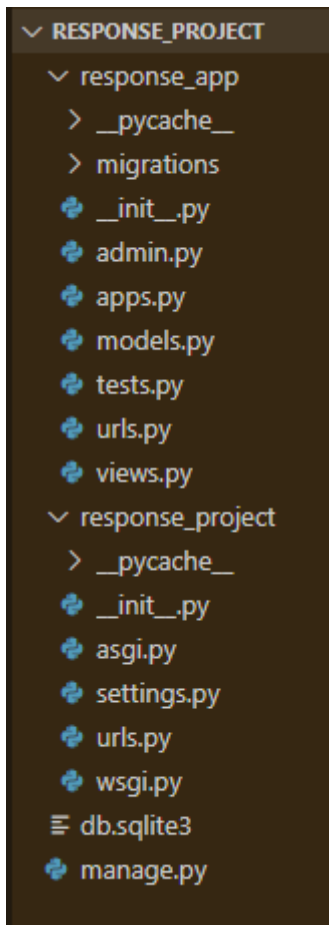 RESPONSE_PROJECT
response_app
__pycache__
migrations
__init__.py
admin.py
apps.py
models.py
tests.py
urls.py
views.py
response_project
__pycache__
__init__.py
asgi.py
settings.py
urls.py
wsgi.py
db.sqlite3
manage.py